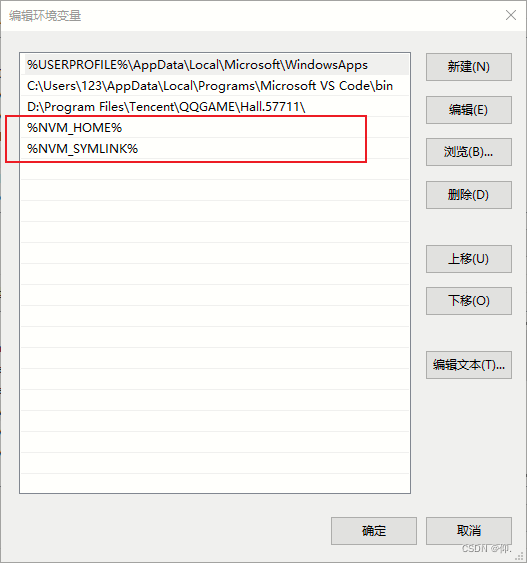 编辑环境变量
%USERPROFILE%\AppData\Local\Microsoft\WindowsApps
C:\Users\123\AppData\Local\Programs\Microsoft VS Code\bin
D:\Program Files\Tencent\QQGAME\Hall.57711\
%NVM_HOME%
%NVM_SYMLINK%
新建(N)
编辑(E)
浏览(B)...
删除(D)
上移(U)
下移(O)
编辑文本(T)...
确定
取消
CSDN @仰.